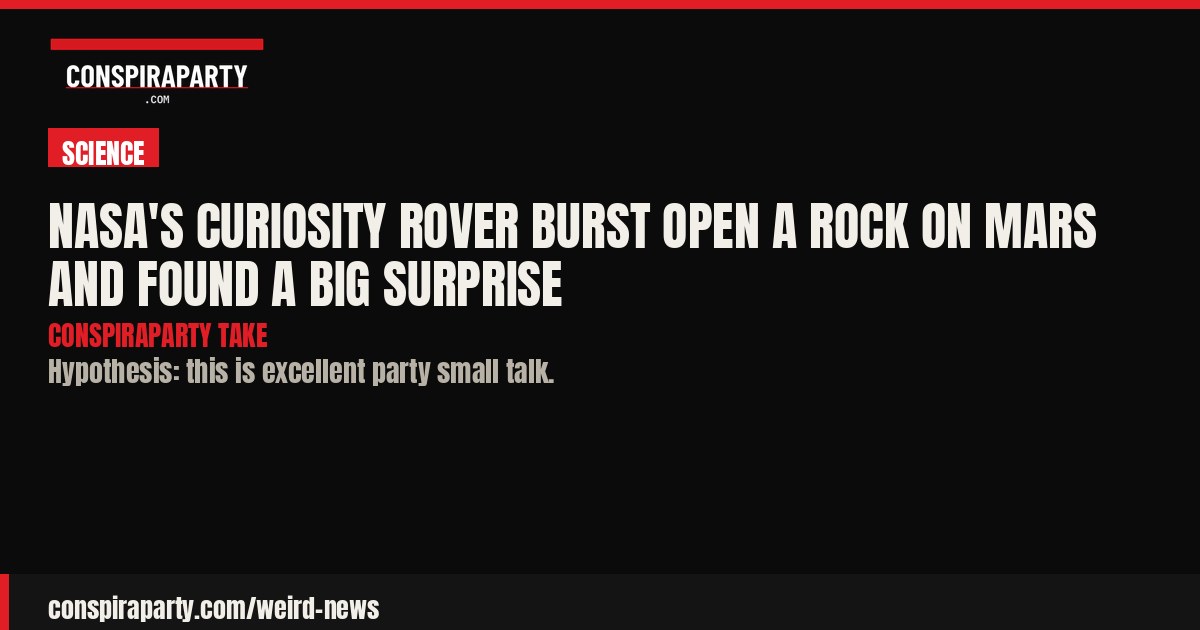 CONSPIRAPARTY
.COM
SCIENCE
NASA'S CURIOSITY ROVER BURST OPEN A ROCK ON MARS
AND FOUND A BIG SURPRISE
CONSPIRAPARTY TAKE
Hypothesis: this is excellent party small talk.
conspiraparty.com/weird-news